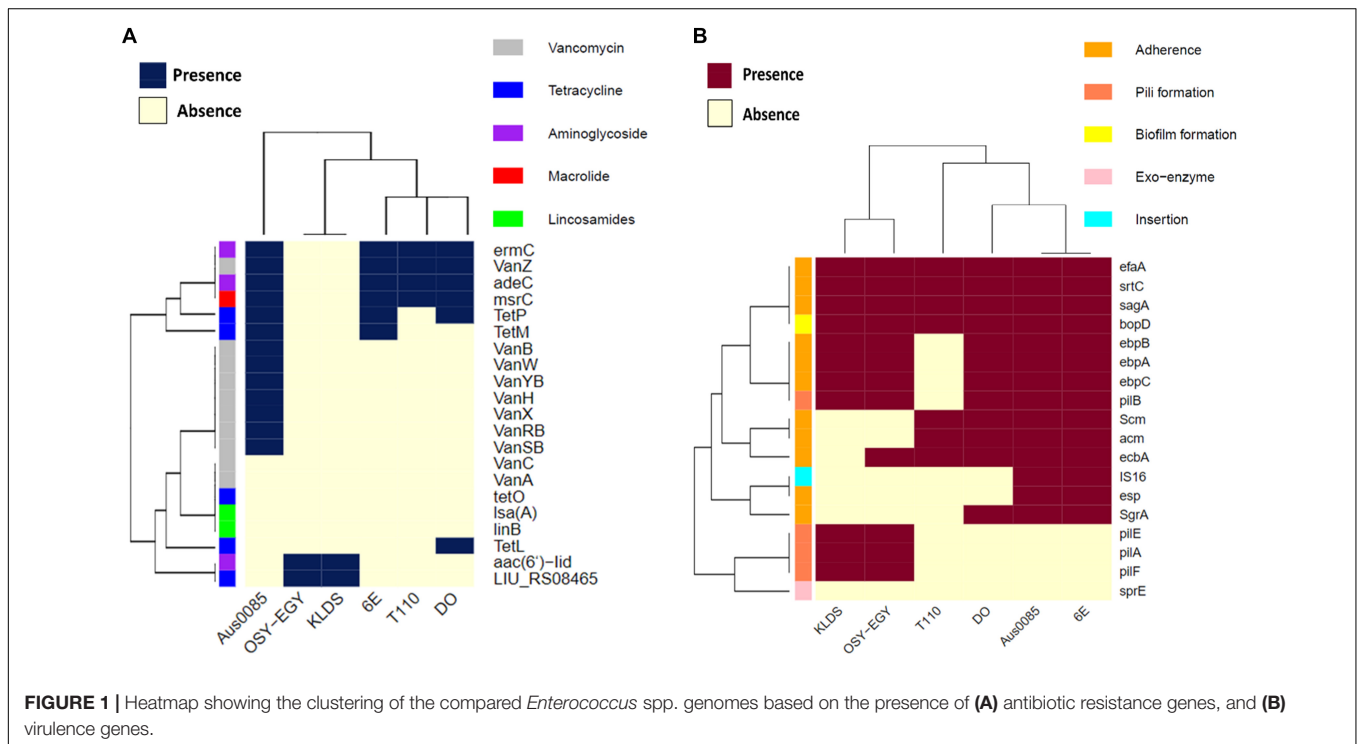 A
Presence
Absence
Vancomycin
Tetracycline
Aminoglycoside
Macrolide
Lincosamides
ermC
VanZ
adeC
msrC
TetP
TetM
VanB
VanW
VanYB
VanH
VanX
VanRB
VanSB
VanC
VanA
tetO
lsa(A)
linB
TetL
aac(6')-Iid
LIU_RS08465
Aus0085
OSY-EGY
KLDS
6E
T110
DO
B
Presence
Absence
Adherence
Pili formation
Biofilm formation
Exo-enzyme
Insertion
efaA
srtC
sagA
bopD
ebpB
ebpA
ebpC
pilB
Scm
acm
ecbA
IS16
esp
SgrA
pilE
pilA
pilF
sprE
KLDS
OSY-EGY
T110
DO
Aus0085
6E
FIGURE 1 | Heatmap showing the clustering of the compared Enterococcus spp. genomes based on the presence of (A) antibiotic resistance genes, and (B)
virulence genes.